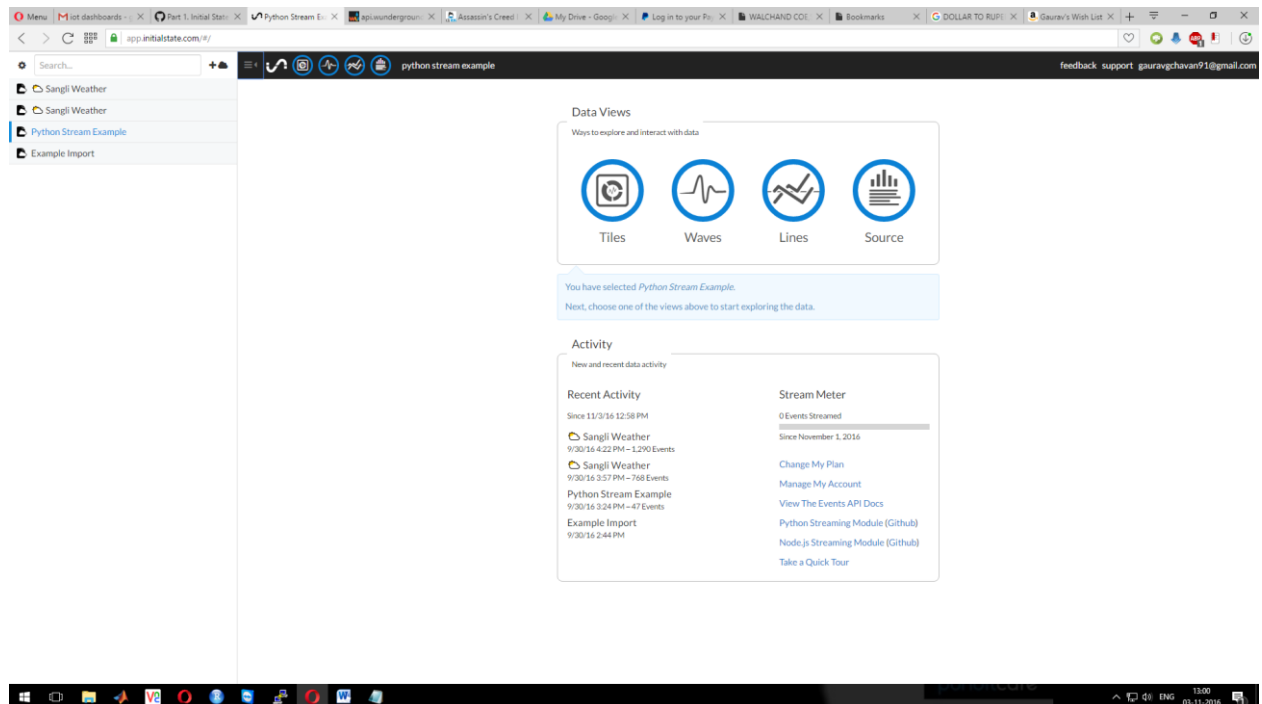 Menu
iot dashboards -
Part 1. Initial State
Python Stream Ex
api.wunderground
Assassin's Creed
My Drive - Google
Log in to your Pay
WALCHAND COE
Bookmarks
DOLLAR TO RUPE
Gaurav's Wish List
app.initialstate.com/#/
Search...
python stream example
feedback support gauravgchavan91@gmail.com
Sangli Weather
Sangli Weather
Python Stream Example
Example Import
Data Views
Ways to explore and interact with data
Tiles Waves Lines Source
You have selected Python Stream Example.
Next, choose one of the views above to start exploring the data.
Activity
New and recent data activity
Recent Activity
Since 11/3/16 12:58 PM
Sangli Weather
9/30/16 4:22 PM – 1,290 Events
Sangli Weather
9/30/16 3:57 PM – 768 Events
Python Stream Example
9/30/16 3:24 PM – 47 Events
Example Import
9/30/16 2:44 PM
Stream Meter
0 Events Streamed
Since November 1, 2016
Change My Plan
Manage My Account
View The Events API Docs
Python Streaming Module (Github)
Node.js Streaming Module (Github)
Take a Quick Tour
ENG
13:00
03-11-2016